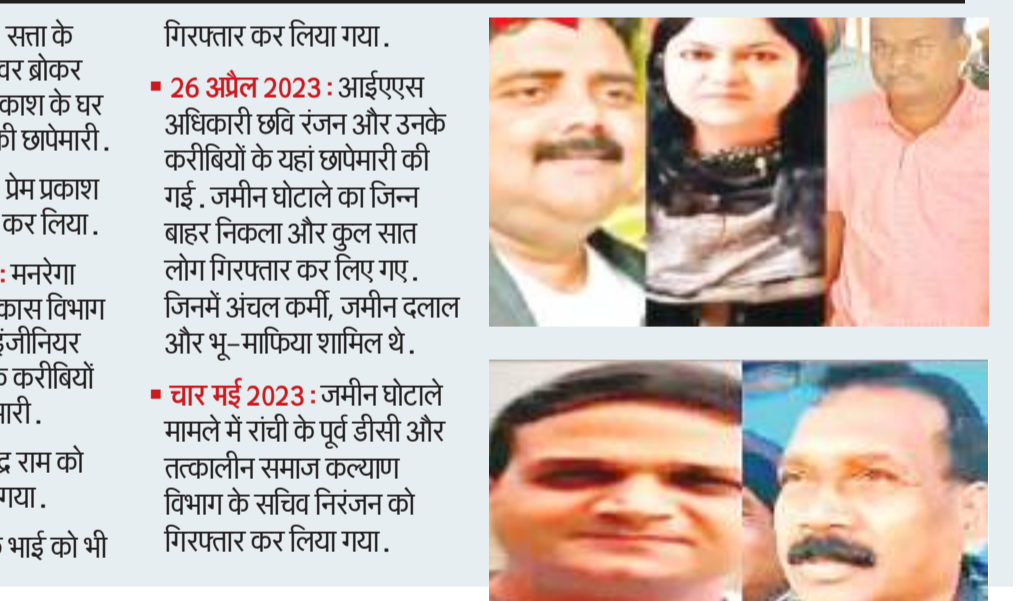 सत्ता के
वर ब्रोकर
काश के घर
की छापेमारी.
प्रेम प्रकाश
कर लिया.
: मनरेगा
कास विभाग
इंजीनियर
के करीबियों
मारी.
द्र राम को
गया.
भाई को भी
गिरफ्तार कर लिया गया.
▪ 26 अप्रैल 2023 : आईएएस
अधिकारी छवि रंजन और उनके
करीबियों के यहां छापेमारी की
गई. जमीन घोटाले का जिन्न
बाहर निकला और कुल सात
लोग गिरफ्तार कर लिए गए.
जिनमें अंचल कर्मी, जमीन दलाल
और भू-माफिया शामिल थे.
▪ चार मई 2023 : जमीन घोटाले
मामले में रांची के पूर्व डीसी और
तत्कालीन समाज कल्याण
विभाग के सचिव निरंजन को
गिरफ्तार कर लिया गया.